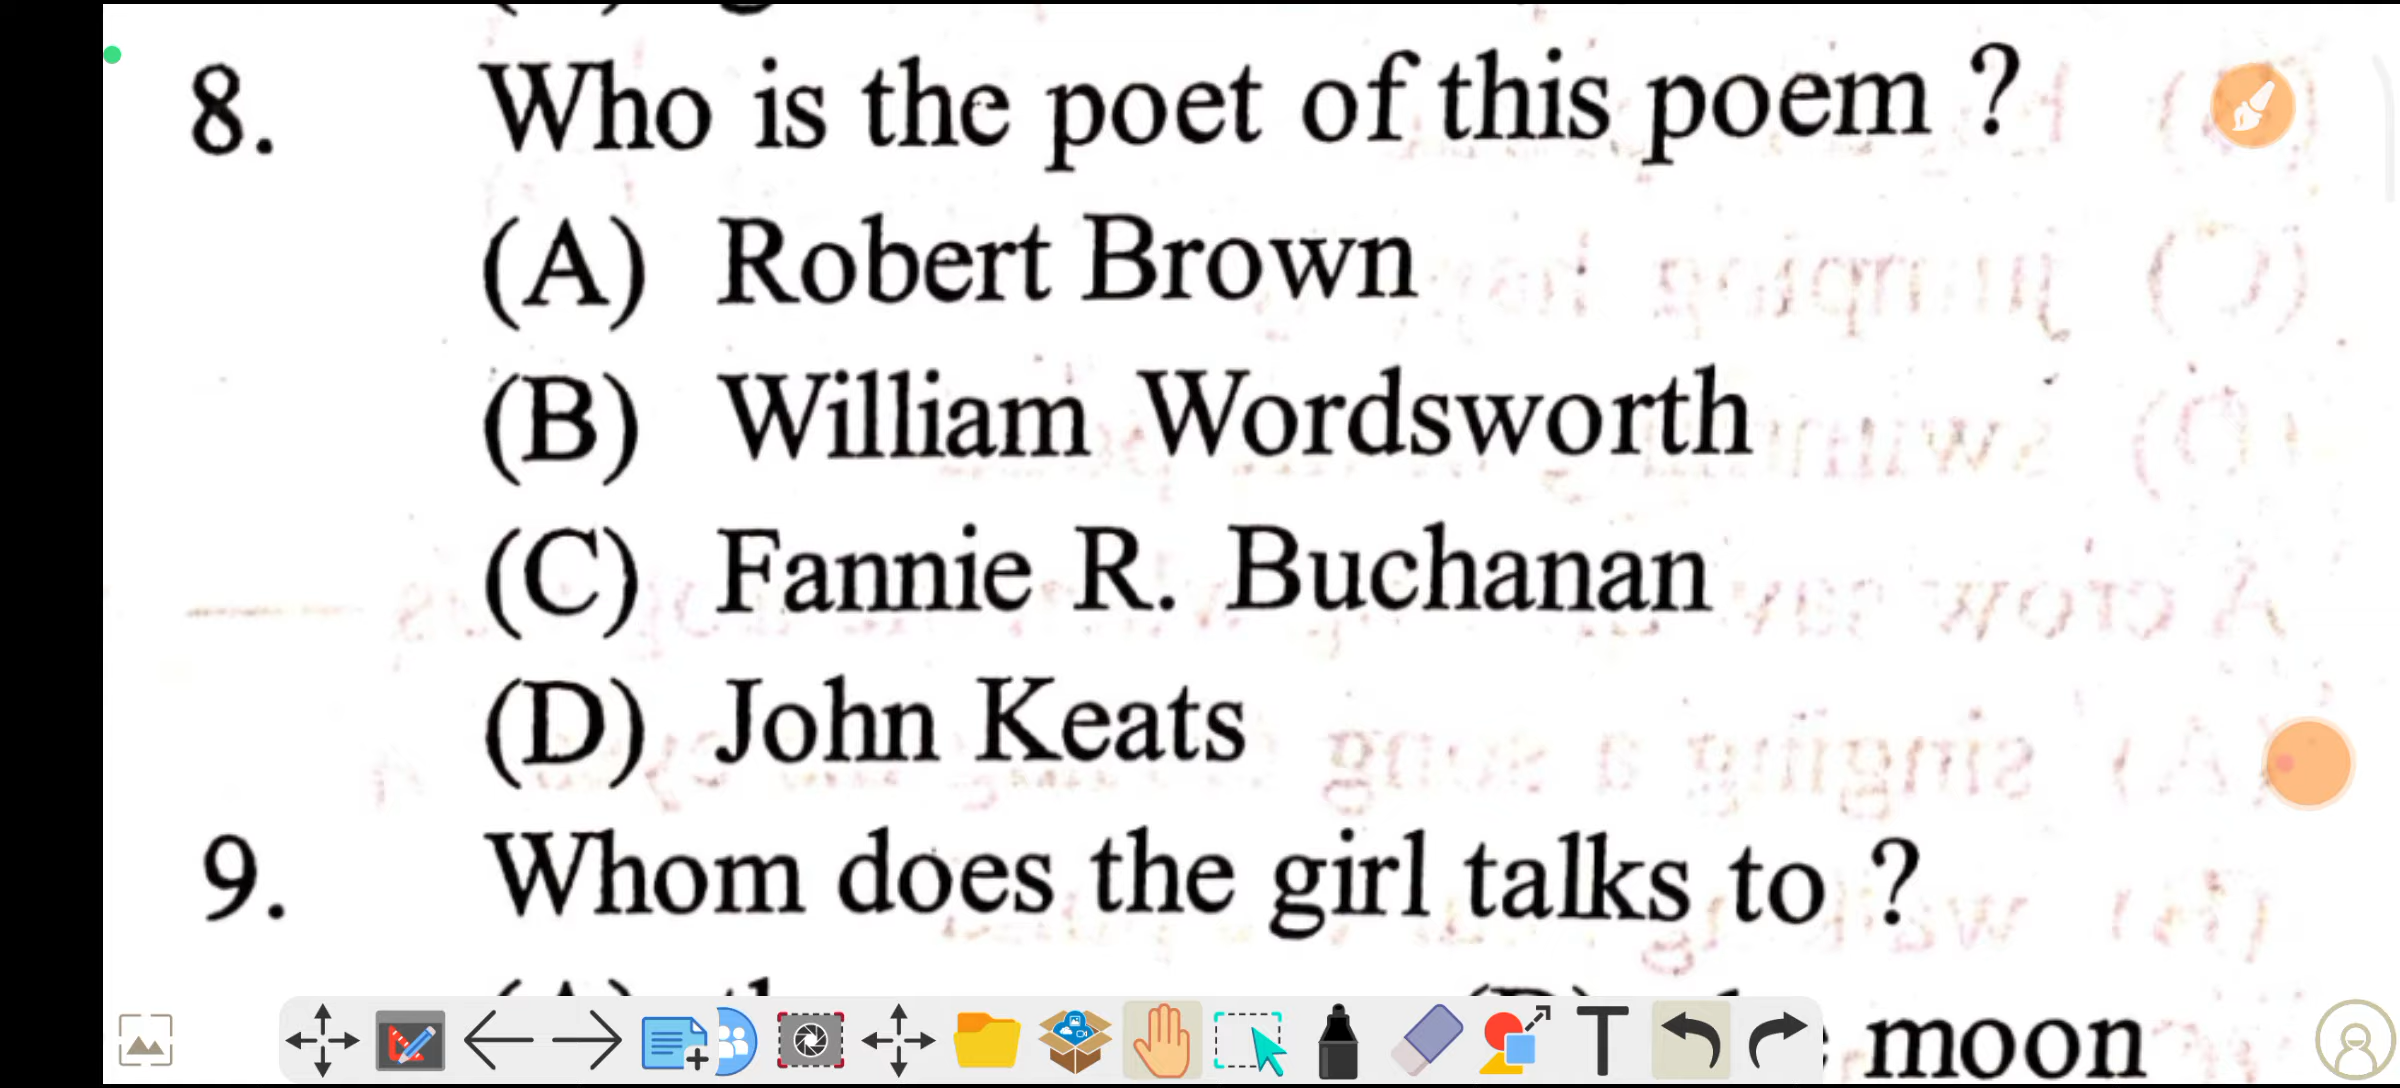 8. Who is the poet of this poem ?
(A) Robert Brown
(B) William Wordsworth
(C) Fannie R. Buchanan
(D) John Keats
9. Whom does the girl talks to ?
moon